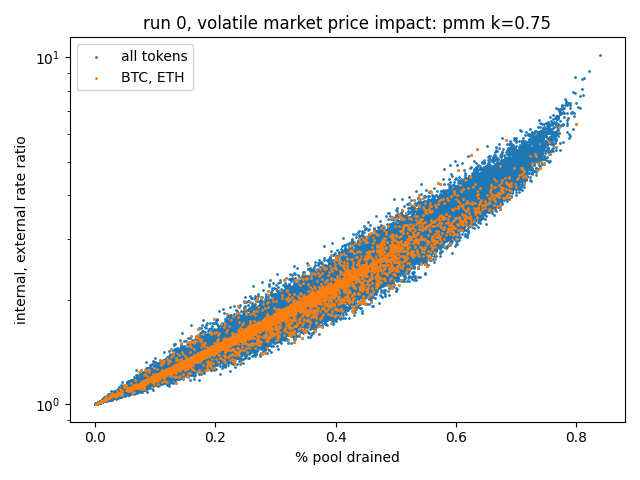 run 0, volatile market price impact: pmm k=0.75
all tokens
BTC, ETH
internal, external rate ratio
10¹
10⁰
0.0
0.2
0.4
0.6
0.8
% pool drained